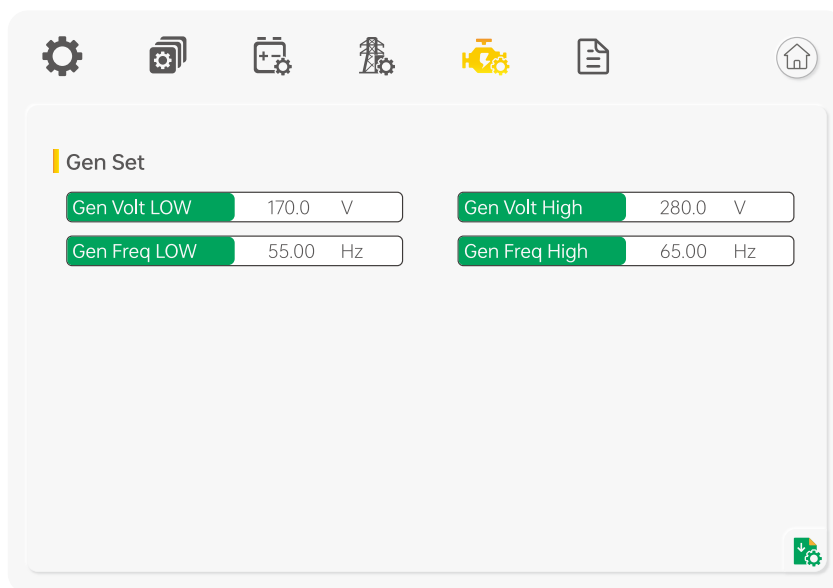 Gen Set
Gen Volt LOW 170.0 V Gen Volt High 280.0 V
Gen Freq LOW 55.00 Hz Gen Freq High 65.00 Hz